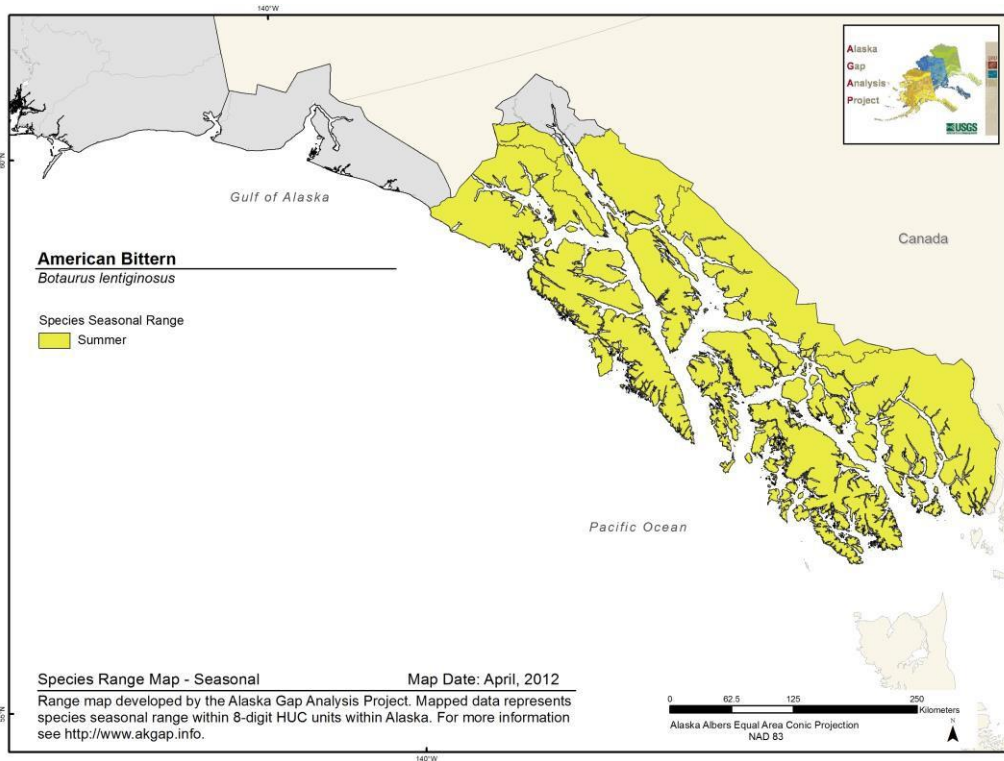 140°W
Alaska
Gap
Analysis
Project
USGS
60°N
Gulf of Alaska
Canada
American Bittern
Botaurus lentiginosus
Species Seasonal Range
Summer
Pacific Ocean
Species Range Map - Seasonal Map Date: April, 2012
Range map developed by the Alaska Gap Analysis Project. Mapped data represents
species seasonal range within 8-digit HUC units within Alaska. For more information
see http://www.akgap.info.
0 62.5 125 250
Kilometers
Alaska Albers Equal Area Conic Projection
NAD 83
N
55°N
140°W